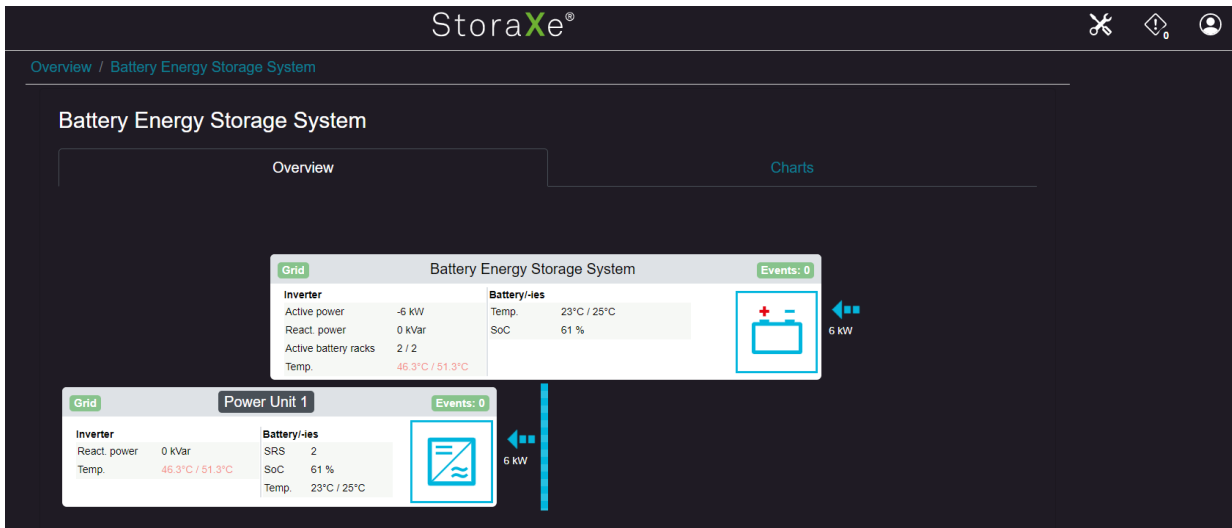 StoraXe®
0
Overview / Battery Energy Storage System
Battery Energy Storage System
Overview
Charts
Grid Battery Energy Storage System Events: 0
Inverter Battery/-ies
Active power -6 kW Temp. 23°C / 25°C
React. power 0 kVar SoC 61 %
Active battery racks 2 / 2
Temp. 46.3°C / 51.3°C
6 kW
Grid Power Unit 1 Events: 0
Inverter Battery/-ies
React. power 0 kVar SRS 2
Temp. 46.3°C / 51.3°C SoC 61 %
Temp. 23°C / 25°C
6 kW